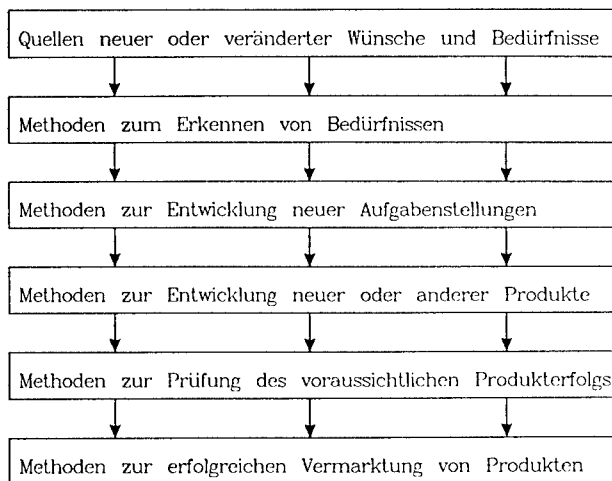 Quellen neuer oder veränderter Wünsche und Bedürfnisse
Methoden zum Erkennen von Bedürfnissen
Methoden zur Entwicklung neuer Aufgabenstellungen
Methoden zur Entwicklung neuer oder anderer Produkte
Methoden zur Prüfung des voraussichtlichen Produkterfolgs
Methoden zur erfolgreichen Vermarktung von Produkten